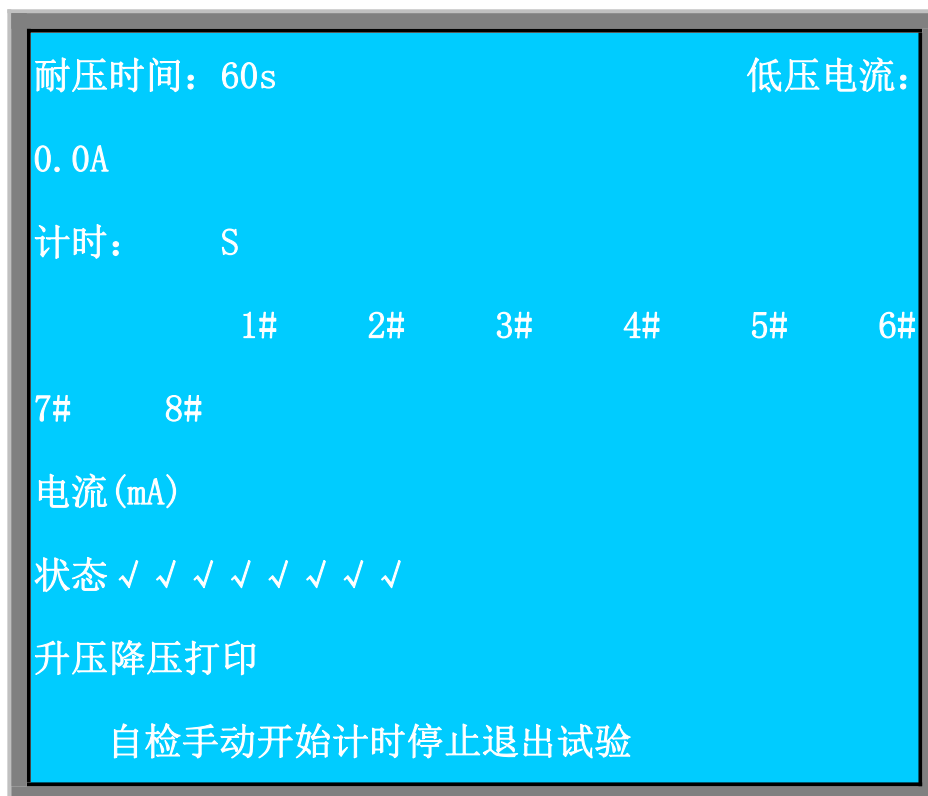 耐压时间：60s 低压电流：
0.0A
计时： S
1# 2# 3# 4# 5# 6#
7# 8#
电流(mA)
状态√ √ √ √ √ √ √ √
升压降压打印
自检手动开始计时停止退出试验